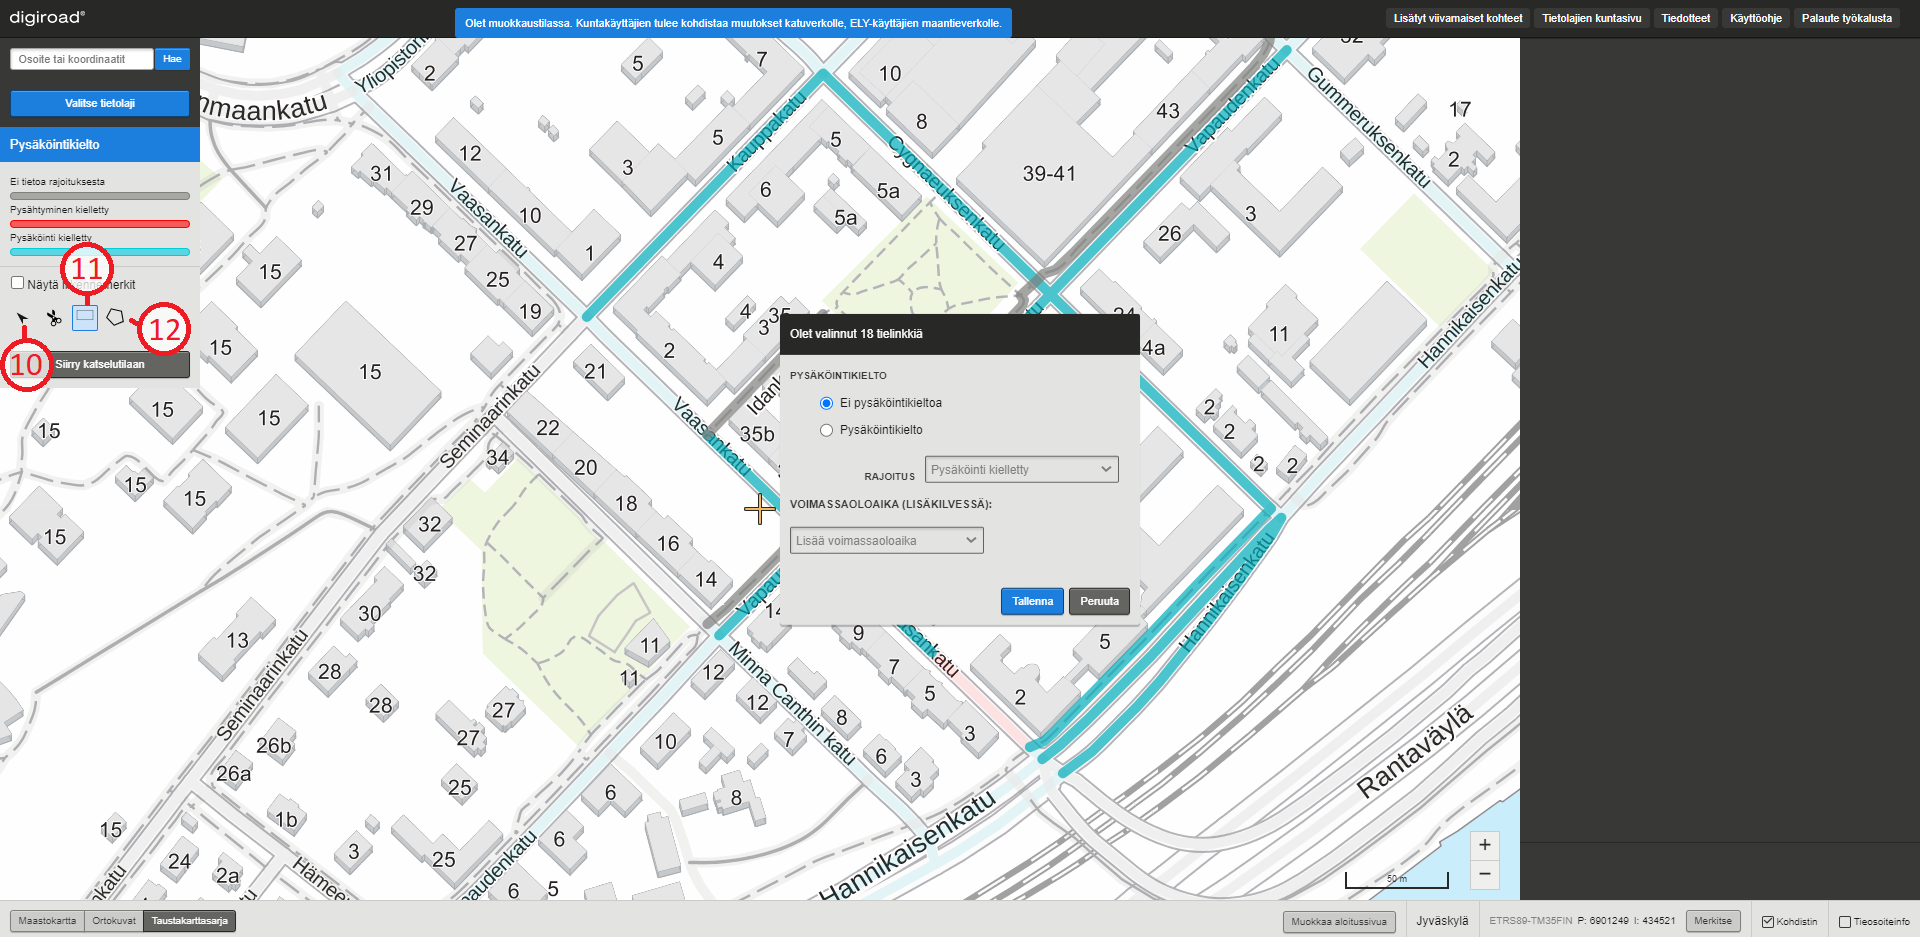 digiroad®
Olet muokkaustilassa. Kuntakäyttäjien tulee kohdistaa muutokset katuverkolle, ELY-käyttäjien maantieverkolle.
Lisätyt viivamaiset kohteet
Tietolajien kuntasivu
Tiedotteet
Käyttöohje
Palaute työkalusta
Osoite tai koordinaatit
Hae
Valitse tietolaji
Pysäköintikielto
Ei tietoa rajoituksesta
Pysähtyminen kielletty
Pysäköinti kielletty
11
Näytä
merkit
12
10
Siirry katselutilaan
nmaankatu
2
5
7
10
8
43
Vapaudenkatu
Gummeruksenkatu
17
2
31
12
3
5
Kauppakatu
5
Cygnaeuksenkatu
39-41
29
Vaasankatu
10
6
5a
5a
3
27
1
4
26
15
25
19
4
11
Hannikaisenkatu
15
15
2
21
4a
15
15
15
Seminaarinkatu
22
Vaasankatu
35b
34
20
2
2
2
2
15
15
15
32
18
16
32
14
30
13
11
9
5
Hannikaisenkatu
28
11
12
Minna Canthin katu
7
2
Seminaarinkatu
28
27
12
8
5
3
26b
27
10
7
6
Rantaväylä
26a
25
8
3
6
15
1b
3
25
6
24
2a
Hämee
paudenkatu
6
5
Hannikaisenkatu
Olet valinnut 18 tielinkkiä
PYSÄKÖINTIKIELTO
Ei pysäköintikieltoa
Pysäköintikielto
RAJOITUS
Pysäköinti kielletty
VOIMASSAOLOAIKA (LISÄKILVESSÄ):
Lisää voimassaoloaika
Tallenna
Peruuta
+
−
50 m
Maastokartta
Ortokuvat
Taustakarttasarja
Muokkaa aloitussivua
Jyväskylä
ETRS89-TM35FIN P: 6901249 I: 434521
Merkitse
Kohdistin
Tieosoiteinfo